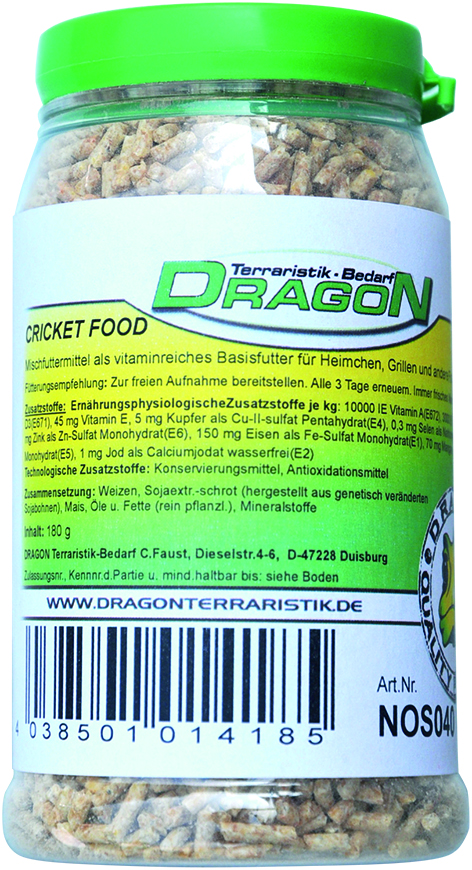 Terraristik - Bedarf
DRAGON
CRICKET FOOD
Mischfuttermittel als vitaminreiches Basisfutter für Heimchen, Grillen und andere
Fütterungsempfehlung: Zur freien Aufnahme bereitstellen. Alle 3 Tage erneuern. Immer frisches
Zusatzstoffe: ErnährungsphysiologischeZusatzstoffe je kg: 10000 IE Vitamin A(E672),
D3(E671), 45 mg Vitamin E, 5 mg Kupfer als Cu-II-sulfat Pentahydrat(E4), 0,3 mg Selen als
mg Zink als Zn-Sulfat Monohydrat(E6), 150 mg Eisen als Fe-Sulfat Monohydrat(E1), 70 mg
Monohydrat(E5), 1 mg Jod als Calciumjodat wasserfrei(E2)
Technologische Zusatzstoffe: Konservierungsmittel, Antioxidationsmittel
Zusammensetzung: Weizen, Sojaextr.-schrot (hergestellt aus genetisch veränderten
Sojabohnen), Mais, Öle u. Fette (rein pflanzl.), Mineralstoffe
Inhalt: 180 g
DRAGON Terraristik-Bedarf C.Faust, Dieselstr.4-6, D-47228 Duisburg
Zulassungsnr., Kennnr.d.Partie u. mind.haltbar bis: siehe Boden
WWW.DRAGONTERRARISTIK.DE
4 038501 014185
Art.Nr.
NOS040
QUALITY